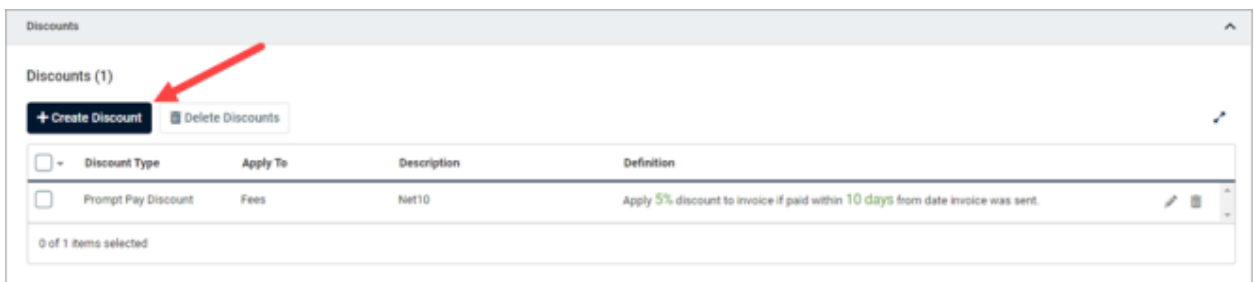 Discounts
Discounts (1)
+ Create Discount Delete Discounts
Discount Type Apply To Description Definition
Prompt Pay Discount Fees Net10 Apply 5% discount to invoice if paid within 10 days from date invoice was sent.
0 of 1 items selected